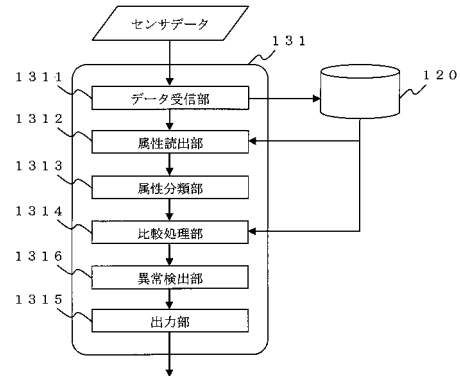 センサデータ
１３１
１３１１
データ受信部
１２０
１３１２
属性読出部
１３１３
属性分類部
１３１４
比較処理部
１３１６
異常検出部
１３１５
出力部